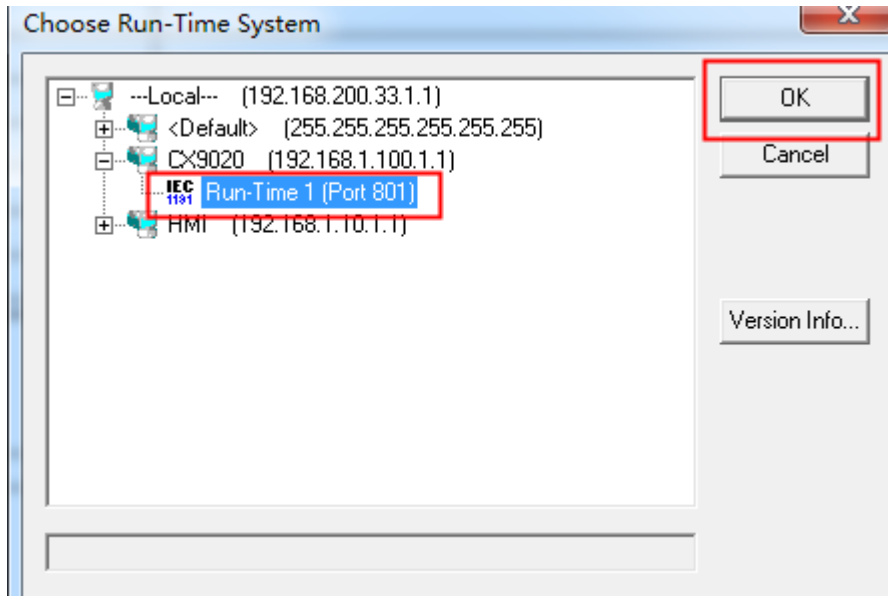 Choose Run-Time System
---Local--- (192.168.200.33.1.1)
<Default> (255.255.255.255.255.255)
CX9020 (192.168.1.100.1.1)
IEC 1131 Run-Time 1 (Port 801)
HMI (192.168.1.10.1.1)
OK
Cancel
Version Info...